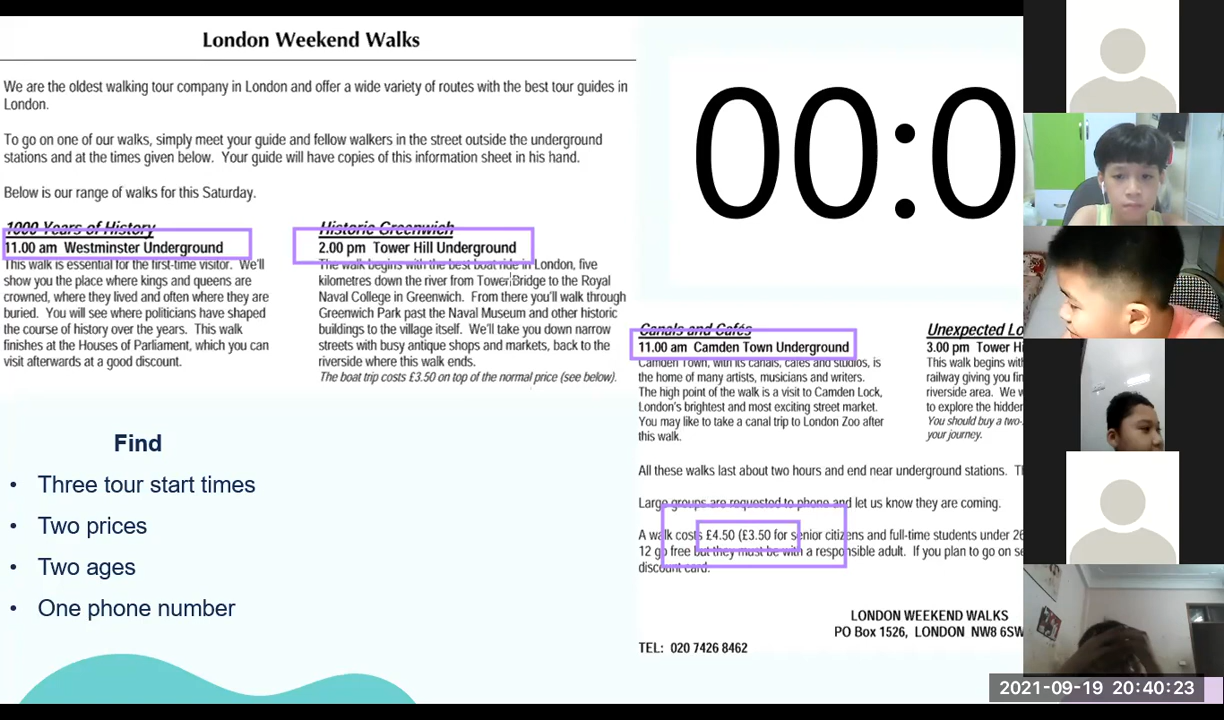 London Weekend Walks
We are the oldest walking tour company in London and offer a wide variety of routes with the best tour guides in
London.
To go on one of our walks, simply meet your guide and fellow walkers in the street outside the underground
stations and at the times given below. Your guide will have copies of this information sheet in his hand.
Below is our range of walks for this Saturday.
1000 Years of History
11.00 am Westminster Underground
This walk is essential for the first-time visitor. We'll
show you the place where kings and queens are
crowned, where they lived and often where they are
buried. You will see where politicians have shaped
the course of history over the years. This walk
finishes at the Houses of Parliament, which you can
visit afterwards at a good discount.
Historic Greenwich
2.00 pm Tower Hill Underground
The walk begins with the best boat ride in London, five
kilometres down the river from Tower Bridge to the Royal
Naval College in Greenwich. From there you'll walk through
Greenwich Park past the Naval Museum and other historic
buildings to the village itself. We'll take you down narrow
streets with busy antique shops and markets, back to the
riverside where this walk ends.
The boat trip costs £3.50 on top of the normal price (see below).
Find
• Three tour start times
• Two prices
• Two ages
• One phone number
00:0
Canals and Cafés
11.00 am Camden Town Underground
Camden Town, with its canals, cafes and studios, is
the home of many artists, musicians and writers.
The high point of the walk is a visit to Camden Lock,
London's brightest and most exciting street market.
You may like to take a canal trip to London Zoo after
this walk.
Unexpected Lo
3.00 pm Tower Hi
This walk begins with
railway giving you fin
riverside area. We w
to explore the hidden
You should buy a two-
your journey.
All these walks last about two hours and end near underground stations. T
Large groups are requested to phone and let us know they are coming.
A walk costs £4.50 (£3.50 for senior citizens and full-time students under 26
12 go free but they must be with a responsible adult. If you plan to go on se
discount card.
LONDON WEEKEND WALKS
PO Box 1526, LONDON NW8 6SW
TEL: 020 7426 8462
2021-09-19 20:40:23